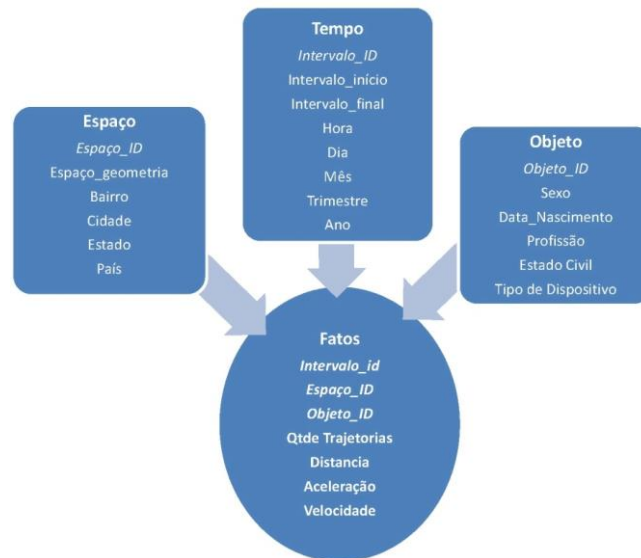 Tempo
Intervalo_ID
Intervalo_início
Intervalo_final
Hora
Dia
Mês
Trimestre
Ano
Espaço
Espaço_ID
Espaço_geometria
Bairro
Cidade
Estado
País
Objeto
Objeto_ID
Sexo
Data_Nascimento
Profissão
Estado Civil
Tipo de Dispositivo
Fatos
Intervalo_id
Espaço_ID
Objeto_ID
Qtde Trajetorias
Distancia
Aceleração
Velocidade